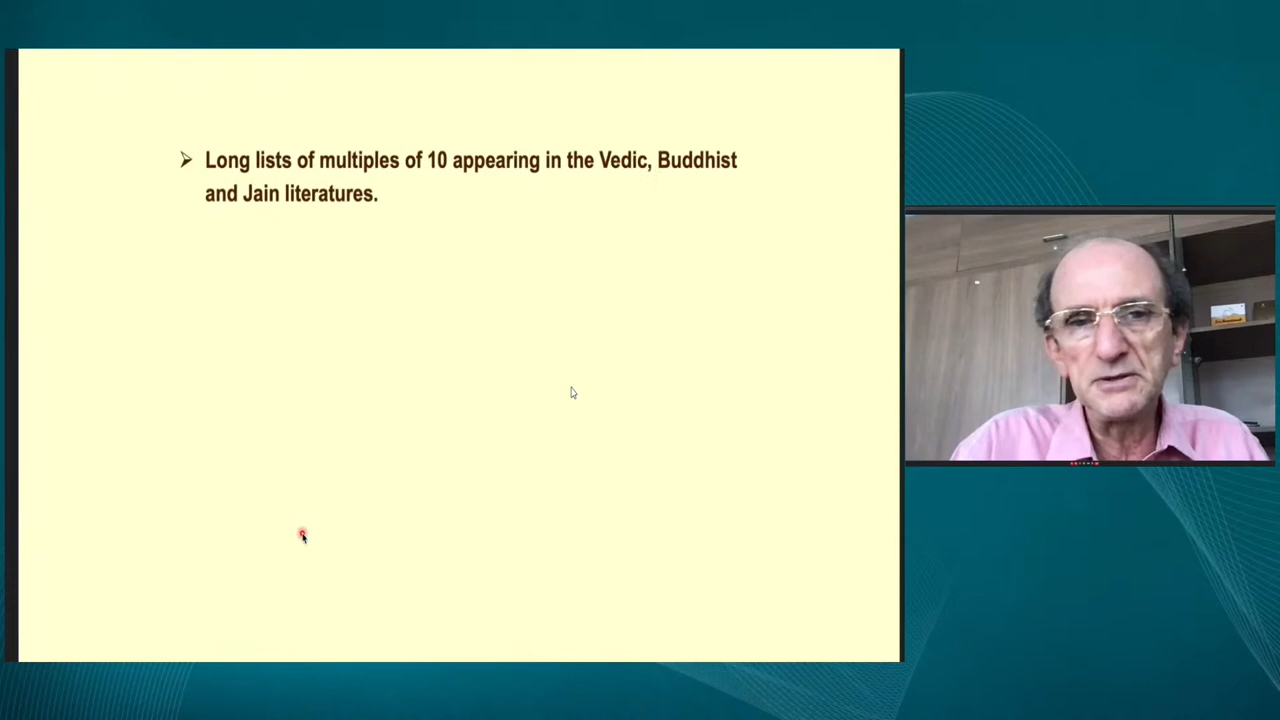 ➢ Long lists of multiples of 10 appearing in the Vedic, Buddhist
and Jain literatures.